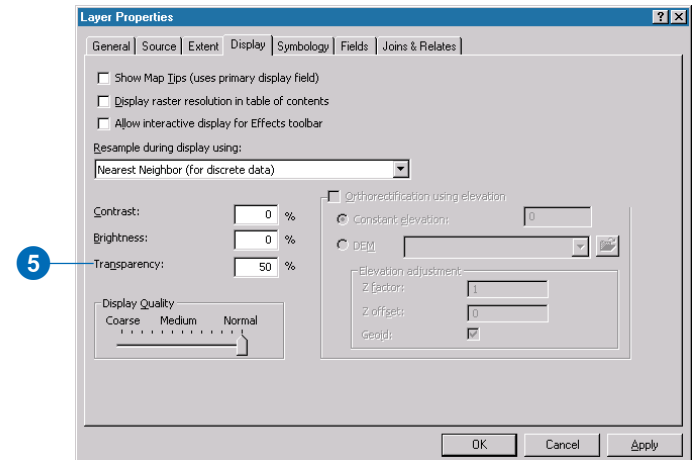 Layer Properties
General Source Extent Display Symbology Fields Joins & Relates
Show Map Tips (uses primary display field)
Display raster resolution in table of contents
Allow interactive display for Effects toolbar
Resample during display using:
Nearest Neighbor (for discrete data)
Contrast: 0 %
Brightness: 0 %
5 Transparency: 50 %
Display Quality
Coarse Medium Normal
Orthorectification using elevation
Constant elevation: 0
DEM
Elevation adjustment
Z factor: 1
Z offset: 0
Geoid:
OK Cancel Apply